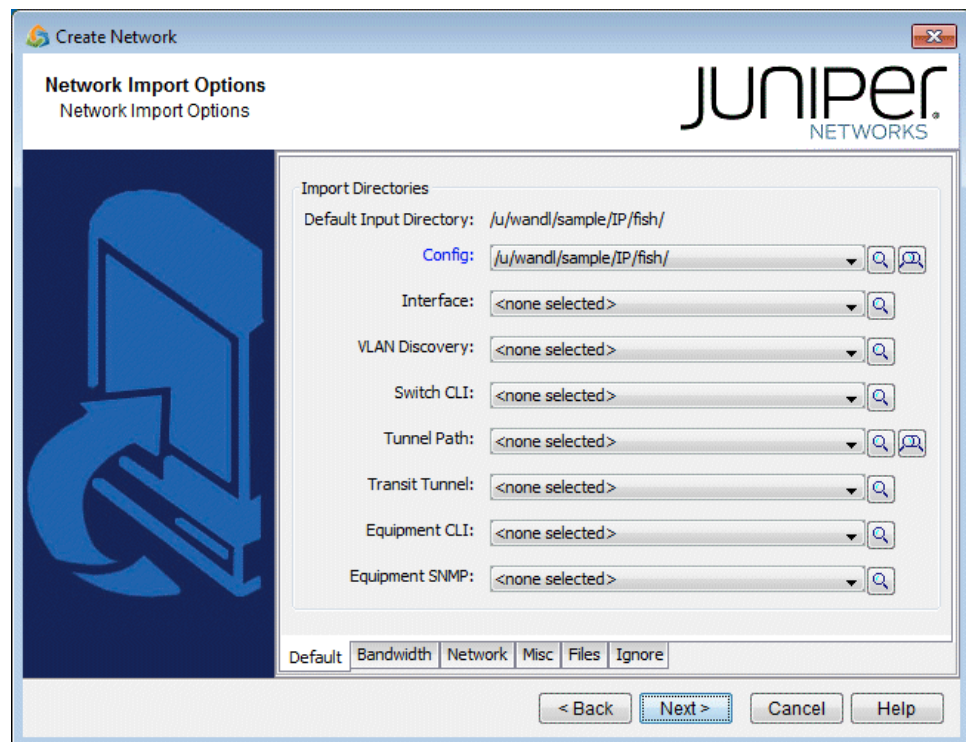 Create Network
Network Import Options
Network Import Options
JUNIPER
NETWORKS
Import Directories
Default Input Directory: /u/wandl/sample/IP/fish/
Config: /u/wandl/sample/IP/fish/
Interface: <none selected>
VLAN Discovery: <none selected>
Switch CLI: <none selected>
Tunnel Path: <none selected>
Transit Tunnel: <none selected>
Equipment CLI: <none selected>
Equipment SNMP: <none selected>
Default Bandwidth Network Misc Files Ignore
< Back Next > Cancel Help